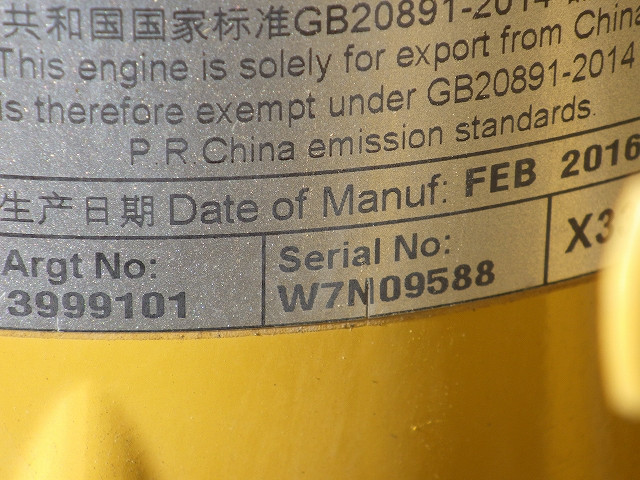 共和国国家标准GB20891-2014
This engine is solely for export from China
is therefore exempt under GB20891-2014
P.R.China emission standards.
生产日期 Date of Manuf: FEB 2016
Argt No:
3999101
Serial No:
W7N09588
X3